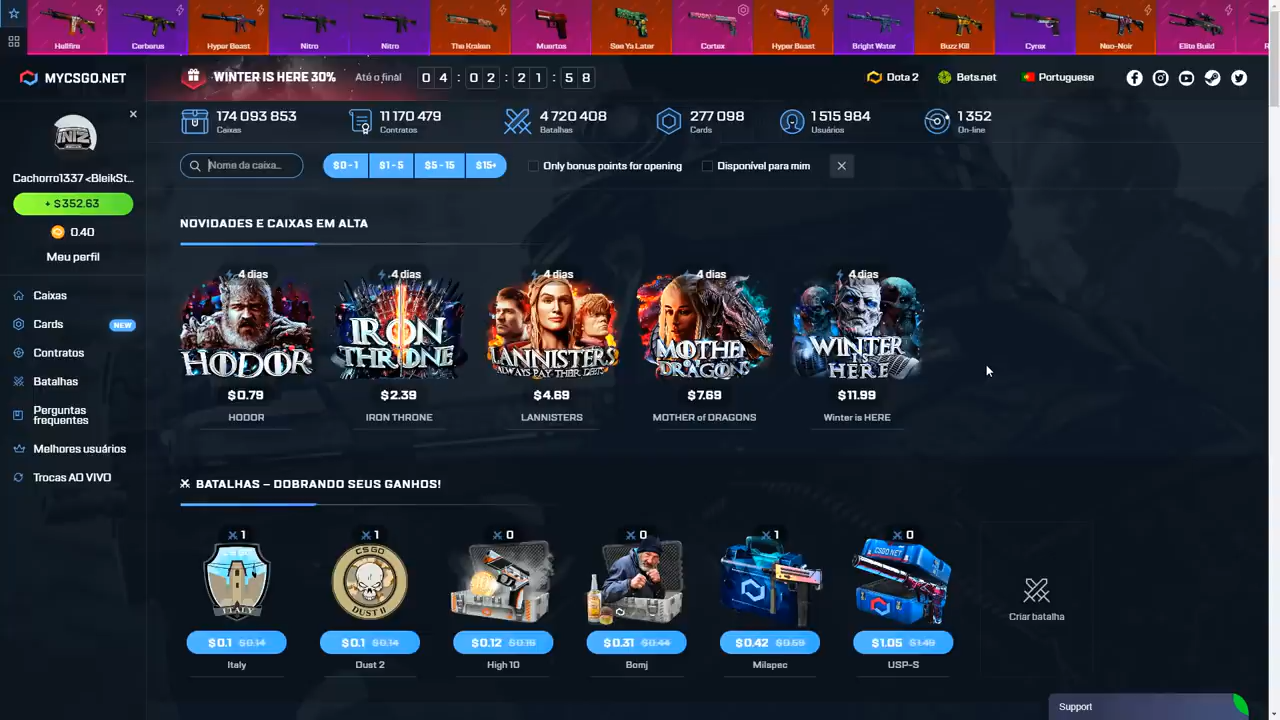 Hellfire
Cerberus
Hyper Beast
Nitro
Nitro
The Kraken
Muertos
See Ya Later
Cortex
Hyper Beast
Bright Water
Buzz Kill
Cyrex
Neo-Noir
Elite Build
MYCSGO.NET
WINTER IS HERE 30%
Até o final
04:02:21:58
Dota 2
Bets.net
Portuguese
174 093 853
Caixas
11 170 479
Contratos
4 720 408
Batalhas
277 098
Cards
1 515 984
Usuários
1 352
On-line
Cachorro1337 <BleikSt...
+ $352.63
0.40
Meu perfil
Caixas
Cards
NEW
Contratos
Batalhas
Perguntas
frequentes
Melhores usuários
Trocas AO VIVO
Nome da caixa...
$0 - 1
$1 - 5
$5 - 15
$15+
Only bonus points for opening
Disponível para mim
NOVIDADES E CAIXAS EM ALTA
4 dias
HODOR
$0.79
HODOR
4 dias
IRON
THRONE
$2.39
IRON THRONE
4 dias
LANNISTERS
ALWAYS PAY THEIR DEBTS
$4.69
LANNISTERS
4 dias
MOTHER
of
DRAGONS
$7.69
MOTHER of DRAGONS
4 dias
WINTER
IS
HERE
$11.99
Winter is HERE
BATALHAS – DOBRANDO SEUS GANHOS!
1
ITALY
$0.1 $0.14
Italy
1
CSGO
DUST II
$0.1 $0.14
Dust 2
0
$0.12 $0.16
High 10
0
$0.31 $0.44
Bomj
1
$0.42 $0.59
Milspec
0
CSGO.NET
$1.05 $1.49
USP-S
Criar batalha
Support